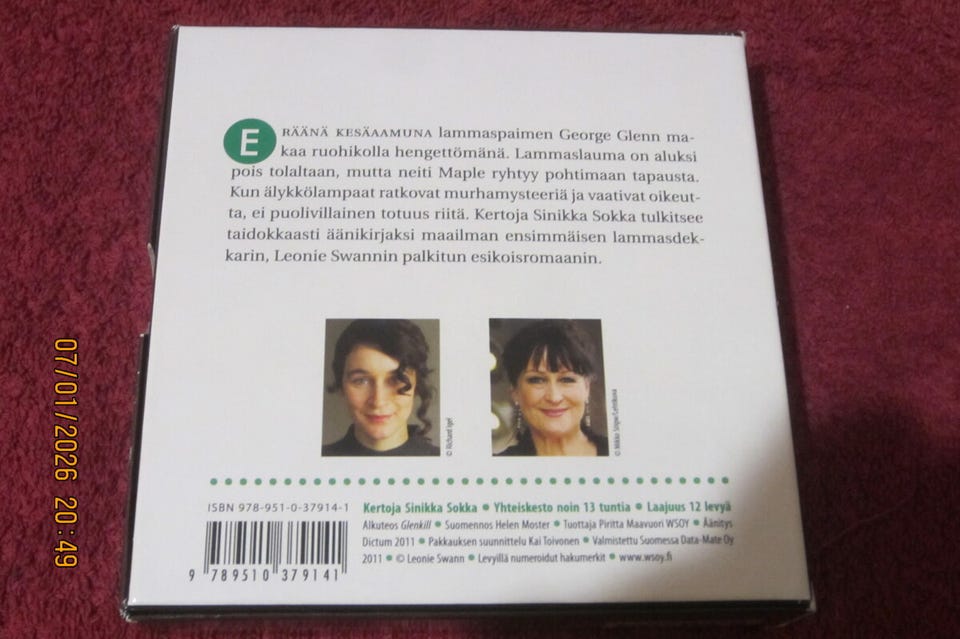 ERÄÄNÄ KESÄAAMUNA lammaspaimen George Glenn ma-
kaa ruohikolla hengettömänä. Lammaslauma on aluksi
pois tolaltaan, mutta neiti Maple ryhtyy pohtimaan tapausta.
Kun älykkölampaat ratkovat murhamysteeriä ja vaativat oikeut-
ta, ei puolivillainen totuus riitä. Kertoja Sinikka Sokka tulkitsee
taidokkaasti äänikirjaksi maailman ensimmäisen lammasdek-
karin, Leonie Swannin palkitun esikoisromaanin.
© Richard Igel
ISBN 978-951-0-37914-1
9 789510 379141
Kertoja Sinikka Sokka • Yhteiskesto noin 13 tuntia • Laajuus 12 levyä
Alkuteos Glenkill • Suomennos Helen Moster • Tuottaja Piritta Maavuori WSOY • Äänitys
Dictum 2011 • Pakkauksen suunnittelu Kai Toivonen • Valmistettu Suomessa Data-Mate Oy
2011 • © Leonie Swann • Levyillä numeroidut hakumerkit • www.wsoy.fi
07/01/2026 20:49